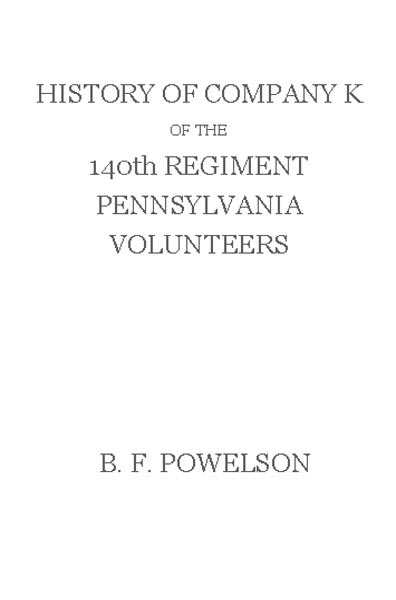 HISTORY OF COMPANY K
OF THE
140th REGIMENT
PENNSYLVANIA
VOLUNTEERS
B. F. POWELSON